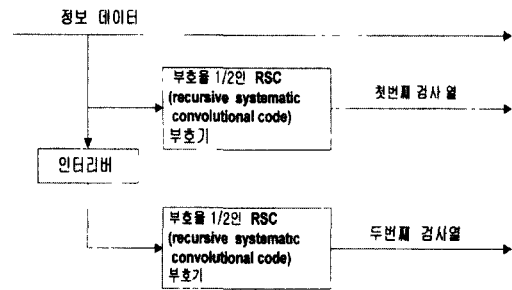 정보 데이터
부호율 1/2인 RSC
(recursive systematic
convolutional code)
부호기
첫번째 검사 열
인터리버
부호율 1/2인 RSC
(recursive systematic
convolutional code)
부호기
두번째 검사열